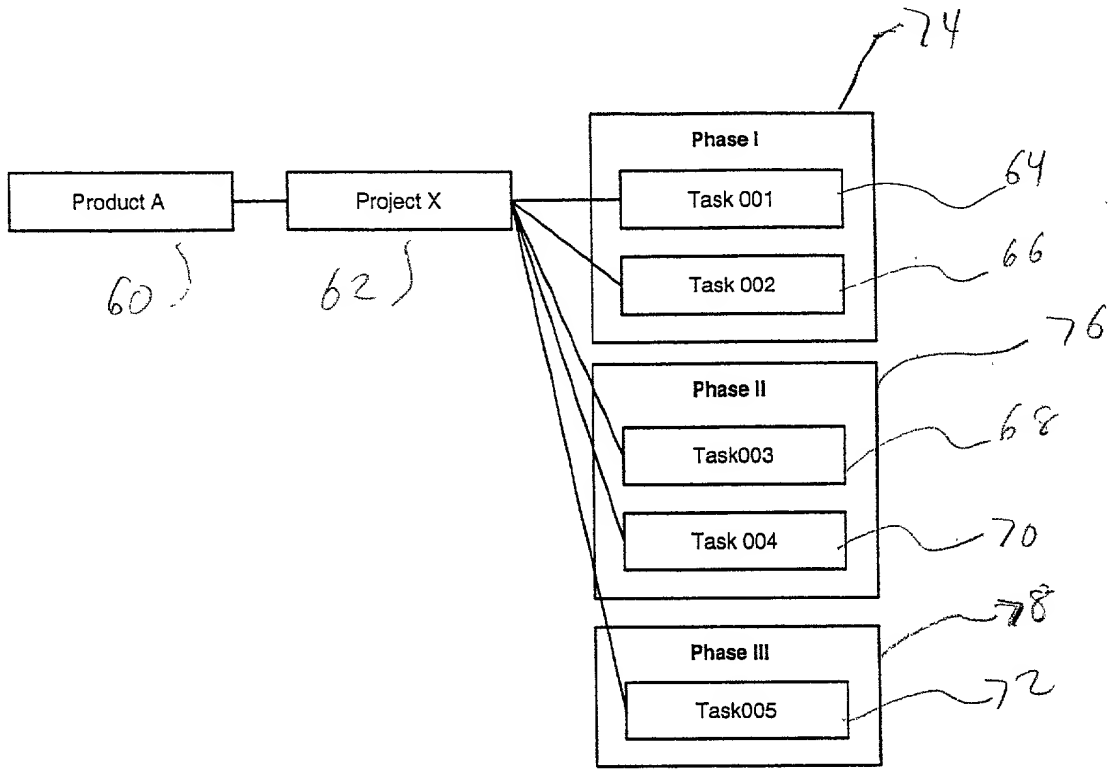 74
Phase I
64
Product A
Project X
Task 001
66
60
62
Task 002
76
Phase II
68
Task003
70
Task 004
78
Phase III
72
Task005